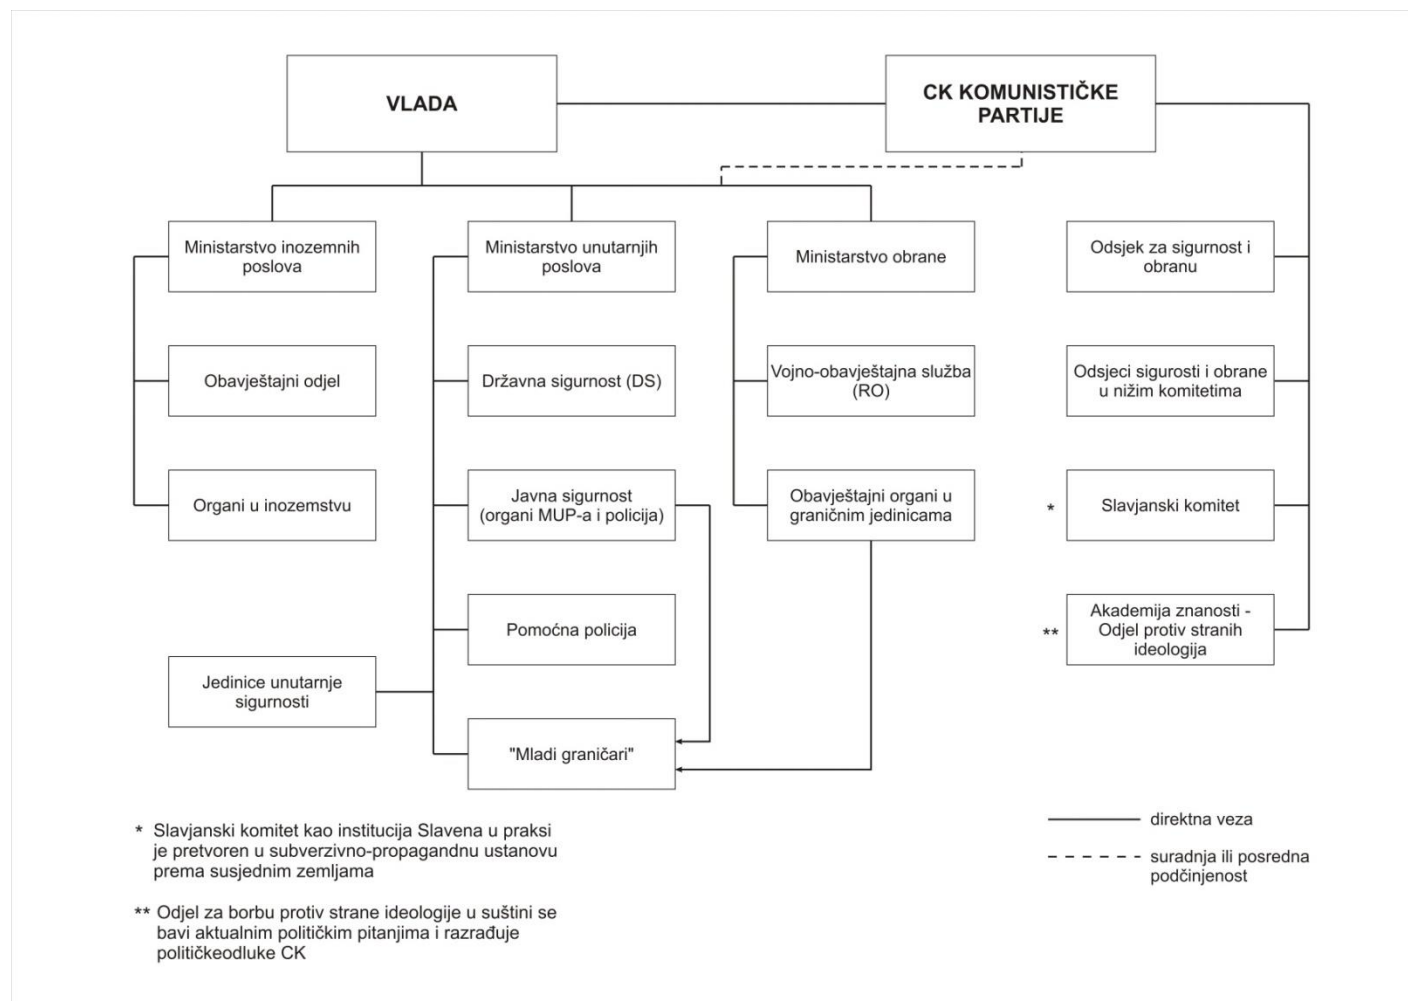 VLADA
CK KOMUNISTIČKE
PARTIJE
Ministarstvo inozemnih
poslova
Ministarstvo unutarnjih
poslova
Ministarstvo obrane
Odsjek za sigurnost i
obranu
Obavještajni odjel
Državna sigurnost (DS)
Vojno-obavještajna služba
(RO)
Odsjeci sigurosti i obrane
u nižim komitetima
Organi u inozemstvu
Javna sigurnost
(organi MUP-a i policija)
Obavještajni organi u
graničnim jedinicama
* Slavjanski komitet
Pomoćna policija
** Akademija znanosti -
Odjel protiv stranih
ideologija
Jedinice unutarnje
sigurnosti
"Mladi graničari"
* Slavjanski komitet kao institucija Slavena u praksi
je pretvoren u subverzivno-propagandnu ustanovu
prema susjednim zemljama
** Odjel za borbu protiv strane ideologije u suštini se
bavi aktualnim političkim pitanjima i razrađuje
političkeodluke CK
direktna veza
suradnja ili posredna
podčinjenost